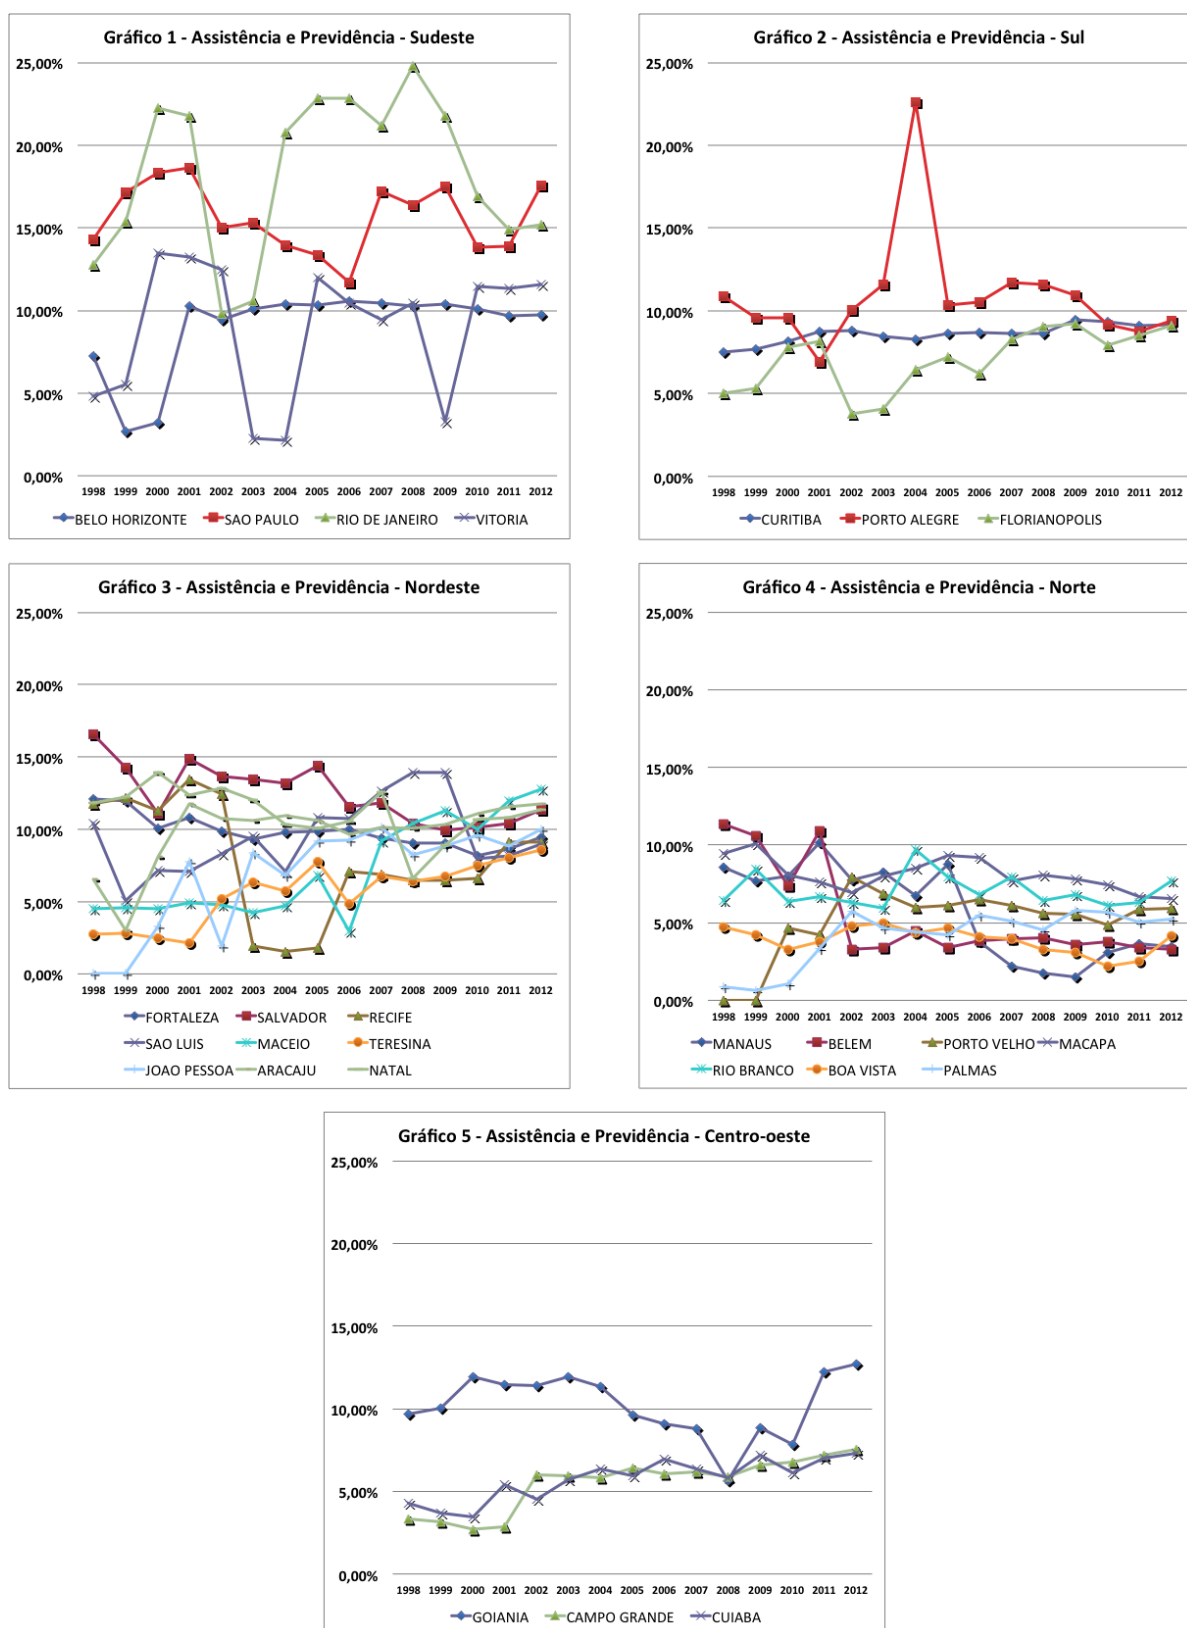 Gráfico 1 - Assistência e Previdência - Sudeste
25,00%
20,00%
15,00%
10,00%
5,00%
0,00%
1998 1999 2000 2001 2002 2003 2004 2005 2006 2007 2008 2009 2010 2011 2012
BELO HORIZONTE SAO PAULO RIO DE JANEIRO VITORIA
Gráfico 2 - Assistência e Previdência - Sul
25,00%
20,00%
15,00%
10,00%
5,00%
0,00%
1998 1999 2000 2001 2002 2003 2004 2005 2006 2007 2008 2009 2010 2011 2012
CURITIBA PORTO ALEGRE FLORIANOPOLIS
Gráfico 3 - Assistência e Previdência - Nordeste
25,00%
20,00%
15,00%
10,00%
5,00%
0,00%
1998 1999 2000 2001 2002 2003 2004 2005 2006 2007 2008 2009 2010 2011 2012
FORTALEZA SALVADOR RECIFE
SAO LUIS MACEIO TERESINA
JOAO PESSOA ARACAJU NATAL
Gráfico 4 - Assistência e Previdência - Norte
25,00%
20,00%
15,00%
10,00%
5,00%
0,00%
1998 1999 2000 2001 2002 2003 2004 2005 2006 2007 2008 2009 2010 2011 2012
MANAUS BELEM PORTO VELHO MACAPA
RIO BRANCO BOA VISTA PALMAS
Gráfico 5 - Assistência e Previdência - Centro-oeste
25,00%
20,00%
15,00%
10,00%
5,00%
0,00%
1998 1999 2000 2001 2002 2003 2004 2005 2006 2007 2008 2009 2010 2011 2012
GOIANIA CAMPO GRANDE CUIABA